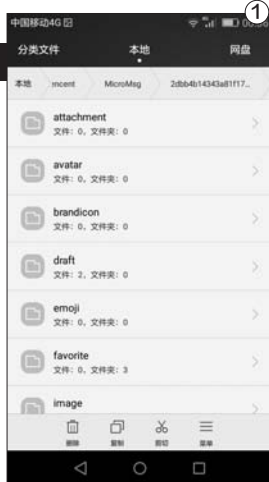 中国移动4G
①
分类文件 本地 网盘
本地 mcent MicroMsg 2dbb4b14343a81f17...
attachment
文件: 0, 文件夹: 0
avatar
文件: 0, 文件夹: 0
brandicon
文件: 0, 文件夹: 0
draft
文件: 2, 文件夹: 0
emoji
文件: 0, 文件夹: 0
favorite
文件: 0, 文件夹: 3
image
删除 复制 剪切 菜单